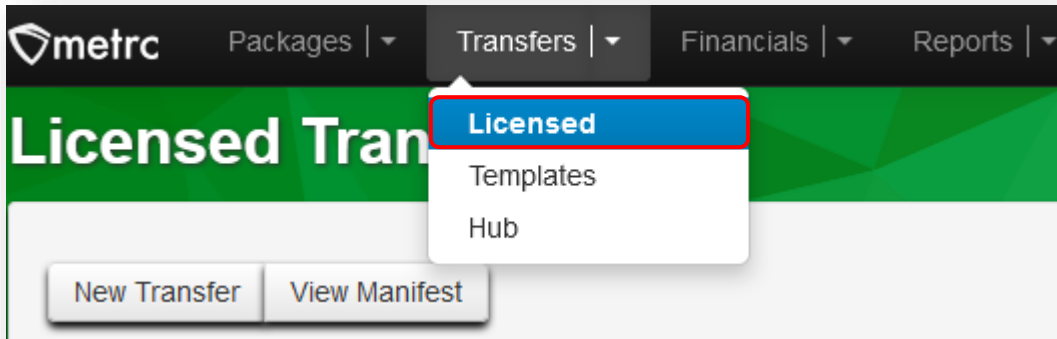 metrc Packages Transfers Financials Reports
Licensed Tran
Licensed
Templates
Hub
New Transfer View Manifest